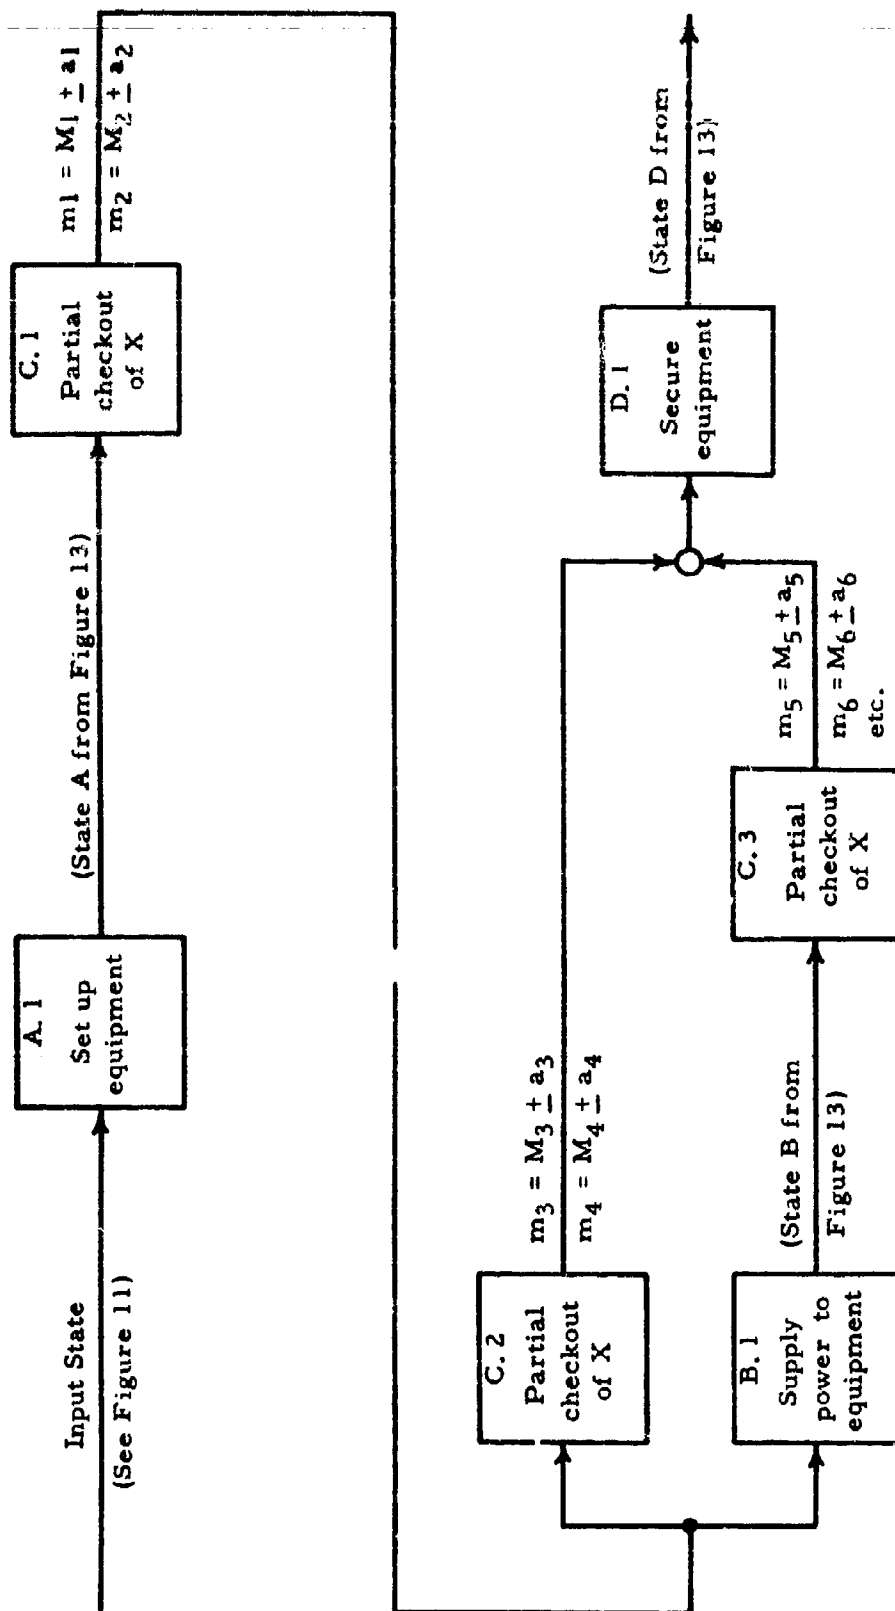 Input State
(See Figure 11)
A. 1
Set up
equipment
(State A from Figure 13)
C. 1
Partial
checkout
of X
m1 = M1 ± a1
m2 = M2 ± a2
C. 2
Partial
checkout
of X
m3 = M3 ± a3
m4 = M4 ± a4
B. 1
Supply
power to
equipment
(State B from
Figure 13)
C. 3
Partial
checkout
of X
m5 = M5 ± a5
m6 = M6 ± a6
etc.
D. 1
Secure
equipment
(State D from
Figure 13)